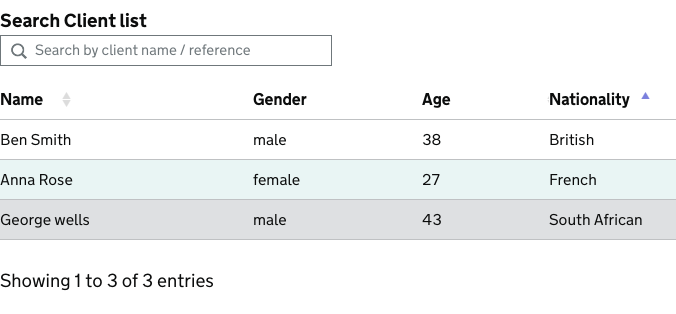 Search Client list
Search by client name / reference
Name Gender Age Nationality
Ben Smith male 38 British
Anna Rose female 27 French
George wells male 43 South African
Showing 1 to 3 of 3 entries